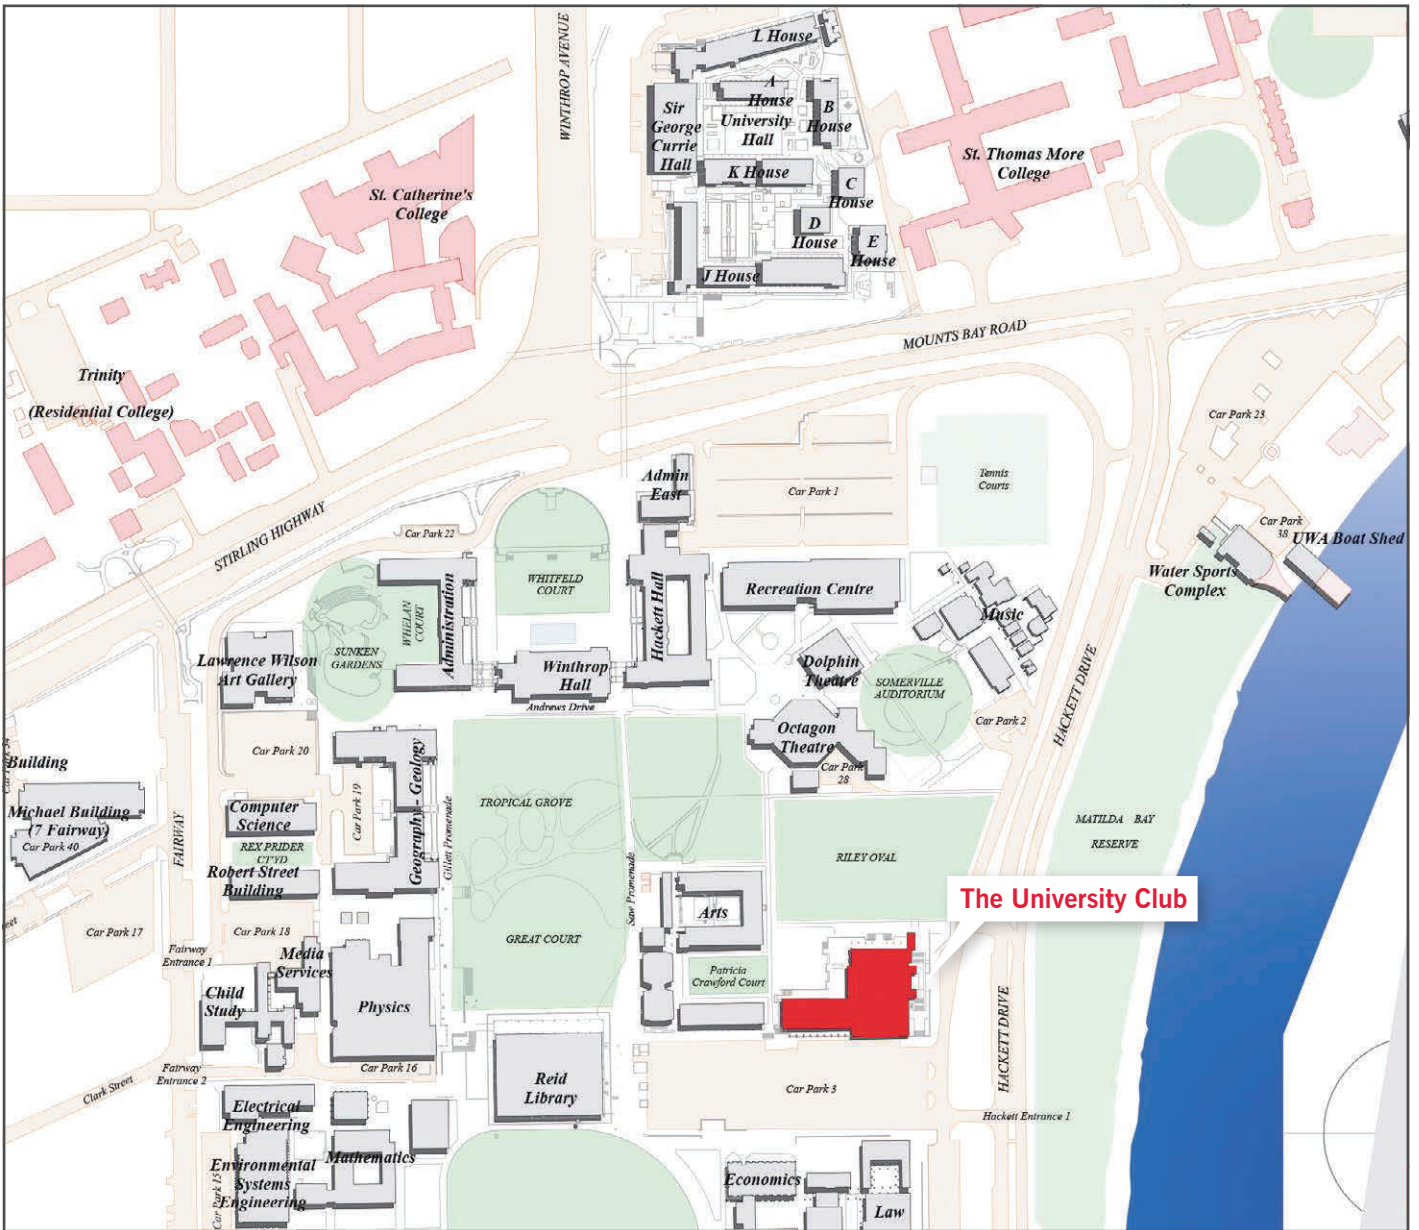 WINTHROP AVENUE
L House
A
House
B
House
Sir
George
Currie
Hall
University
Hall
K House
C
House
D
House
E
House
J House
St. Thomas More
College
St. Catherine's
College
Trinity
(Residential College)
MOUNTS BAY ROAD
STIRLING HIGHWAY
Car Park 23
Car Park
38
UWA Boat Shed
Water Sports
Complex
Tennis
Courts
Car Park 1
Admin
East
Car Park 22
WHITFELD
COURT
WHELAN
COURT
Administration
Hackett Hall
Recreation Centre
Music
SUNKEN
GARDENS
Lawrence Wilson
Art Gallery
Winthrop
Hall
Dolphin
Theatre
SOMERVILLE
AUDITORIUM
HACKETT DRIVE
Andrews Drive
Car Park 2
Octagon
Theatre
Car Park
28
Car Park 20
Building
Michael Building
(7 Fairway)
Car Park 40
FAIRWAY
Computer
Science
Car Park 19
Geography - Geology
Gillett Promenade
TROPICAL GROVE
REX PRIDER
CT'YD
Robert Street
Building
MATILDA BAY
RESERVE
RILEY OVAL
The University Club
Saw Promenade
Arts
Car Park 17
Car Park 18
GREAT COURT
Fairway
Entrance 1
Media
Services
Child
Study
Physics
Patricia
Crawford Court
HACKETT DRIVE
Clark Street
Fairway
Entrance 2
Car Park 16
Reid
Library
Car Park 3
Hackett Entrance 1
Electrical
Engineering
Mathematics
Environmental
Systems
Engineering
Car Park 15
Economics
Law